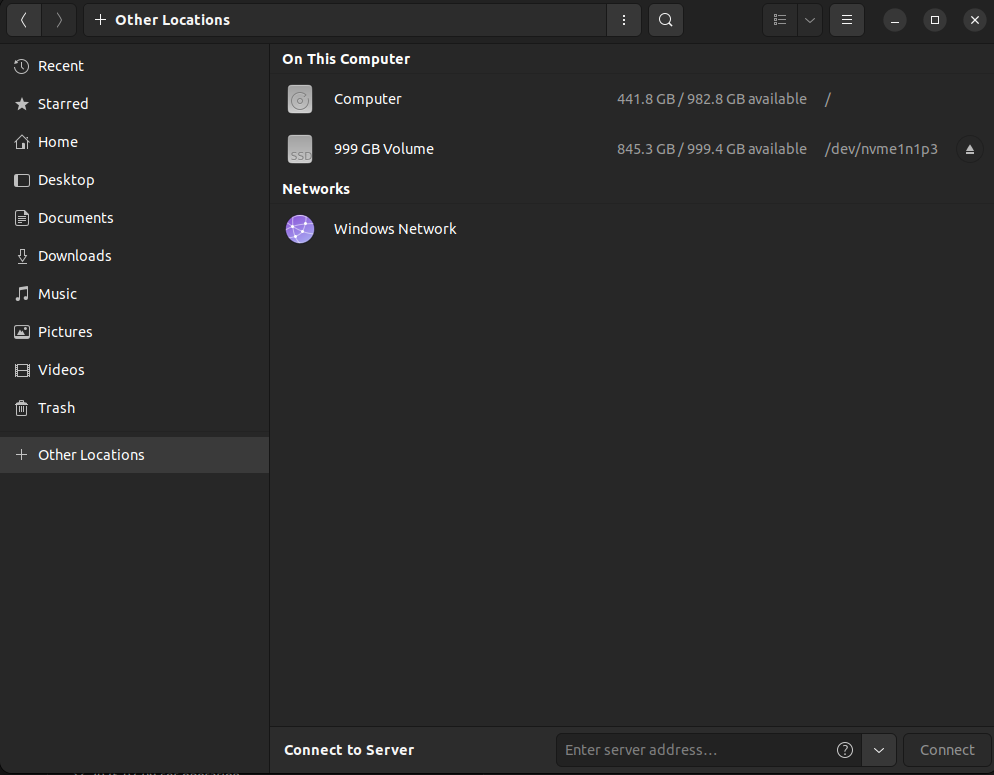 Other Locations
Recent
Starred
Home
Desktop
Documents
Downloads
Music
Pictures
Videos
Trash
Other Locations
On This Computer
Computer 441.8 GB / 982.8 GB available /
SSD 999 GB Volume 845.3 GB / 999.4 GB available /dev/nvme1n1p3
Networks
Windows Network
Connect to Server Enter server address... ? Connect